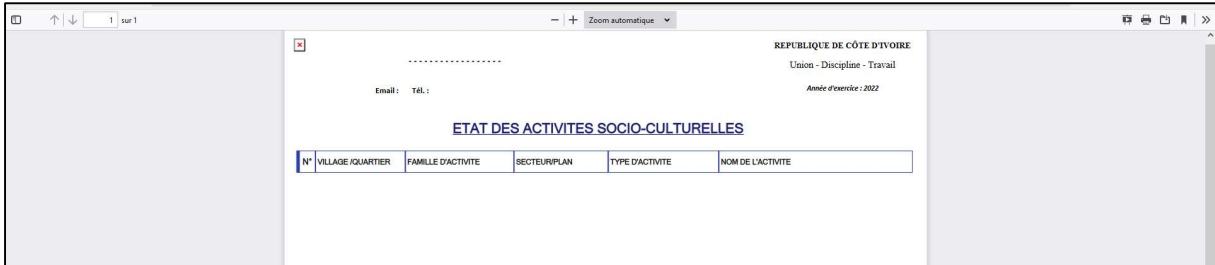 1 sur 1
Zoom automatique
REPUBLIQUE DE CÔTE D'IVOIRE
- - - - - - - - - - - - - - - - - -
Union - Discipline - Travail
Email : Tél. :
Année d'exercice : 2022
ETAT DES ACTIVITES SOCIO-CULTURELLES
N° VILLAGE /QUARTIER FAMILLE D'ACTIVITE SECTEUR/PLAN TYPE D'ACTIVITE NOM DE L'ACTIVITE